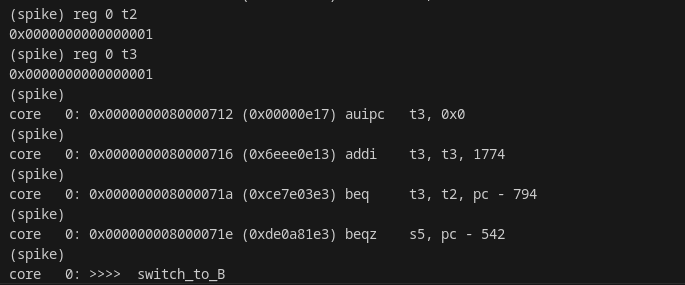 (spike) reg 0 t2
0x0000000000000001
(spike) reg 0 t3
0x0000000000000001
(spike)
core   0: 0x0000000080000712 (0x00000e17) auipc   t3, 0x0
(spike)
core   0: 0x0000000080000716 (0x6eee0e13) addi    t3, t3, 1774
(spike)
core   0: 0x000000008000071a (0xce7e03e3) beq     t3, t2, pc - 794
(spike)
core   0: 0x000000008000071e (0xde0a81e3) beqz    s5, pc - 542
(spike)
core   0: >>>>  switch_to_B